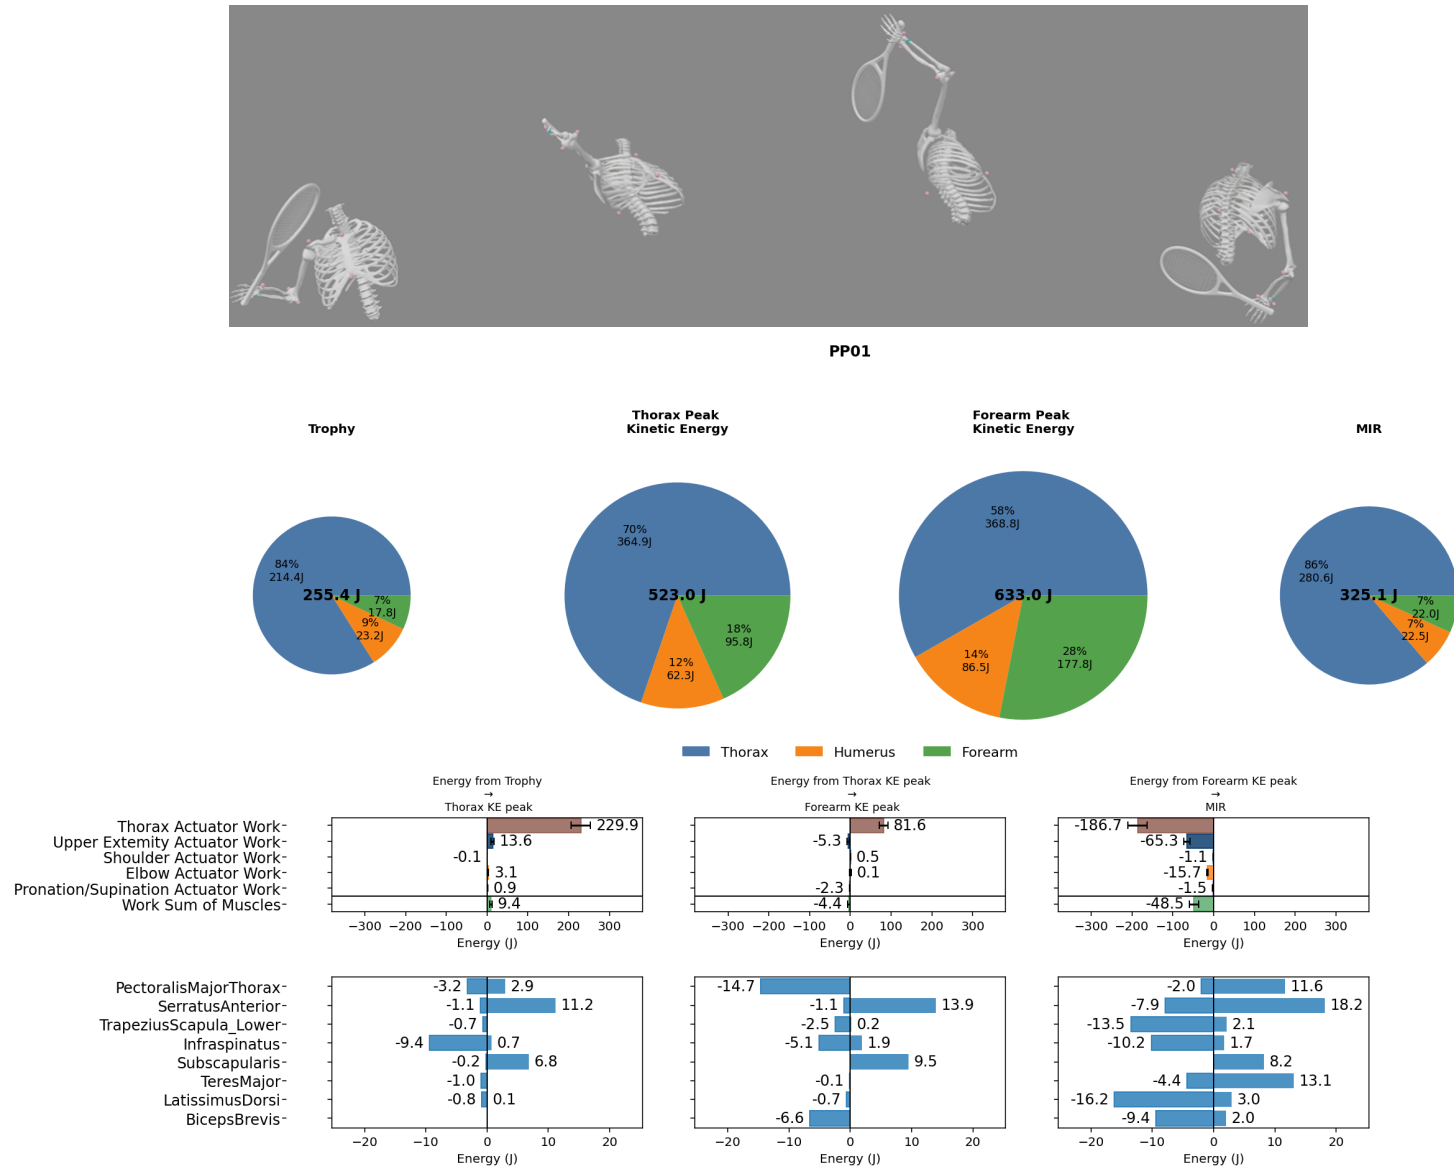 PP01
Trophy
Thorax Peak
Kinetic Energy
Forearm Peak
Kinetic Energy
MIR
84%
214.4J
255.4 J
7%
17.8J
9%
23.2J
70%
364.9J
523.0 J
18%
95.8J
12%
62.3J
58%
368.8J
633.0 J
14%
86.5J
28%
177.8J
86%
280.6J
325.1 J
7%
22.0J
7%
22.5J
Thorax Humerus Forearm
Energy from Trophy
→
Thorax KE peak
Energy from Thorax KE peak
→
Forearm KE peak
Energy from Forearm KE peak
→
MIR
Thorax Actuator Work 229.9 81.6 -186.7
Upper Extemity Actuator Work 13.6 -5.3 -65.3
Shoulder Actuator Work -0.1 0.5 -1.1
Elbow Actuator Work 3.1 0.1 -15.7
Pronation/Supination Actuator Work 0.9 -2.3 -1.5
Work Sum of Muscles 9.4 -4.4 -48.5
−300 −200 −100 0 100 200 300 −300 −200 −100 0 100 200 300 −300 −200 −100 0 100 200 300
Energy (J) Energy (J) Energy (J)
PectoralisMajorThorax -3.2 2.9 -14.7 -2.0 11.6
SerratusAnterior -1.1 11.2 -1.1 13.9 -7.9 18.2
TrapeziusScapula_Lower -0.7 -2.5 0.2 -13.5 2.1
Infraspinatus -9.4 0.7 -5.1 1.9 -10.2 1.7
Subscapularis -0.2 6.8 9.5 8.2
TeresMajor -1.0 -0.1 -4.4 13.1
LatissimusDorsi -0.8 0.1 -0.7 -16.2 3.0
BicepsBrevis -6.6 -9.4 2.0
−20 −10 0 10 20 −20 −10 0 10 20 −20 −10 0 10 20
Energy (J) Energy (J) Energy (J)